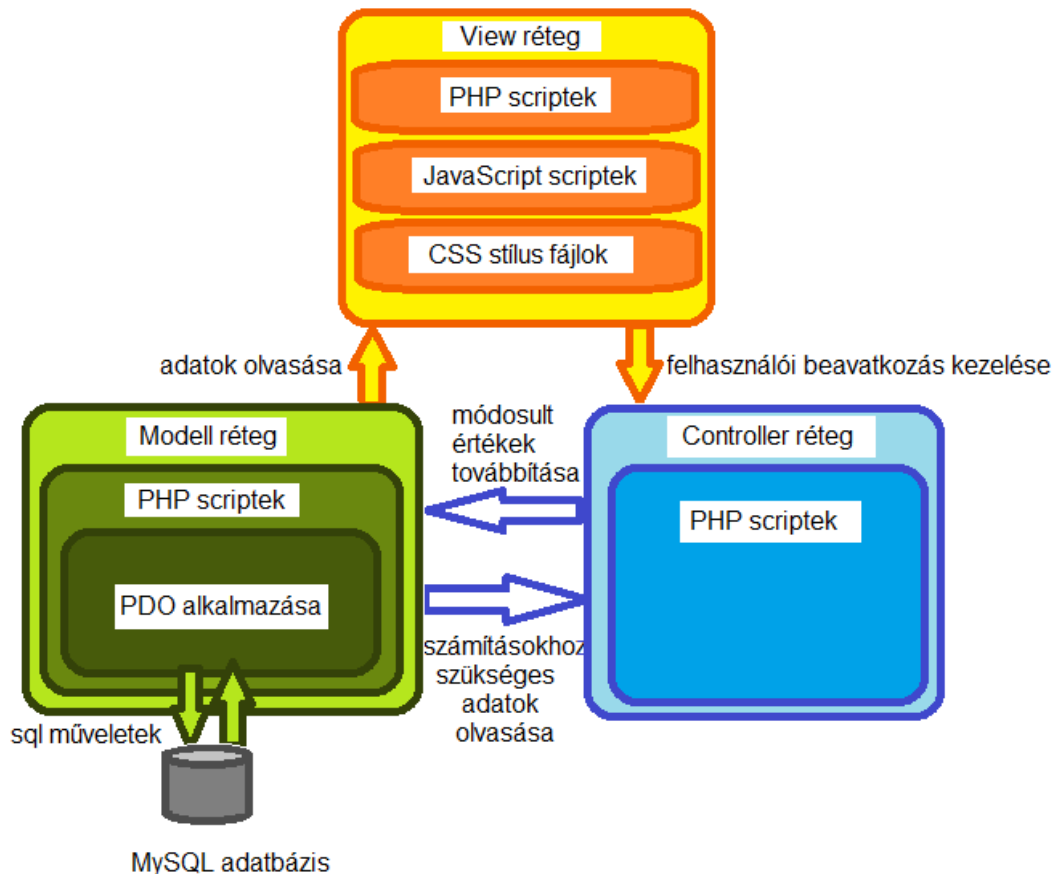 View réteg
PHP scriptek
JavaScript scriptek
CSS stílus fájlok
adatok olvasása
felhasználói beavatkozás kezelése
Modell réteg
PHP scriptek
PDO alkalmazása
módosult
értékek
továbbítása
Controller réteg
PHP scriptek
számításokhoz
szükséges
adatok
olvasása
sql műveletek
MySQL adatbázis